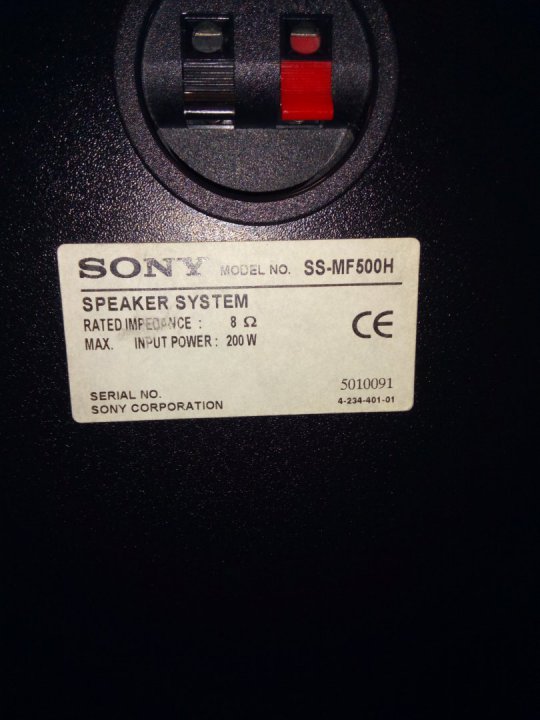 SONY MODEL NO. SS-MF500H
SPEAKER SYSTEM
RATED IMPEDANCE : 8 Ω
MAX. INPUT POWER : 200 W
CE
SERIAL NO. 5010091
SONY CORPORATION 4-234-401-01